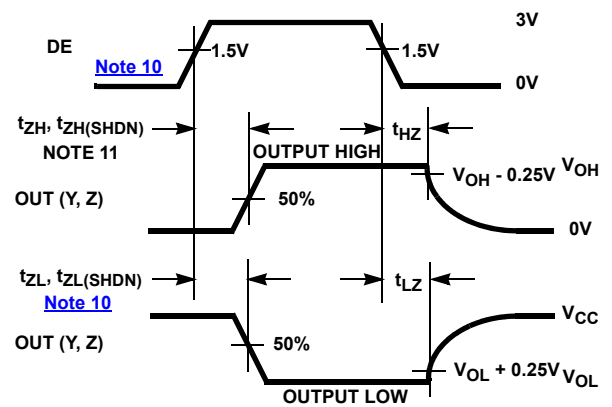 3V
DE
1.5V
1.5V
Note 10
0V
tZH, tZH(SHDN)
NOTE 11
tHZ
OUTPUT HIGH
VOH - 0.25V
VOH
OUT (Y, Z)
50%
0V
tZL, tZL(SHDN)
Note 10
tLZ
VCC
OUT (Y, Z)
50%
VOL + 0.25V
VOL
OUTPUT LOW